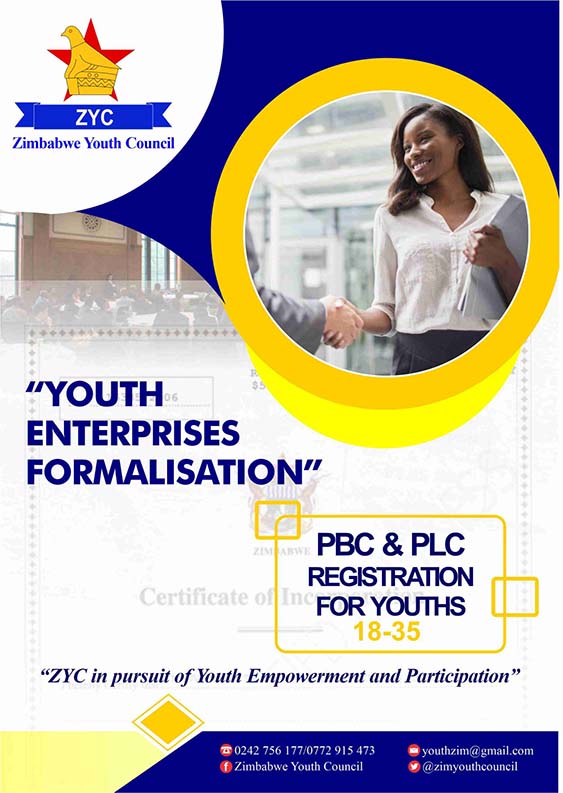 ZYC
Zimbabwe Youth Council
“YOUTH
ENTERPRISES
FORMALISATION”
ZIMBABWE
PBC & PLC
REGISTRATION
FOR YOUTHS
18-35
Certificate of Incorporation
“ZYC in pursuit of Youth Empowerment and Participation”
0242 756 177/0772 915 473
youthzim@gmail.com
Zimbabwe Youth Council
@zimyouthcouncil